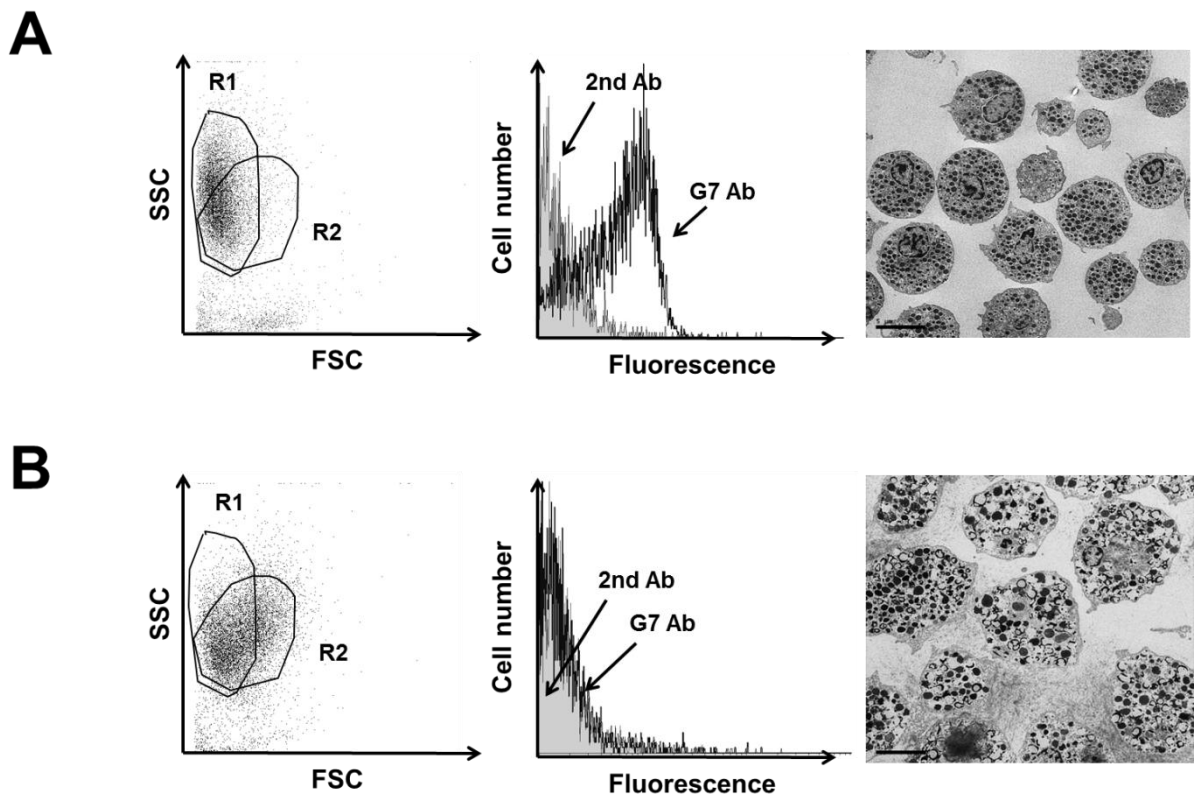 A
R1
SSC
R2
FSC
2nd Ab
G7 Ab
Cell number
Fluorescence
B
R1
SSC
R2
FSC
2nd Ab
G7 Ab
Cell number
Fluorescence